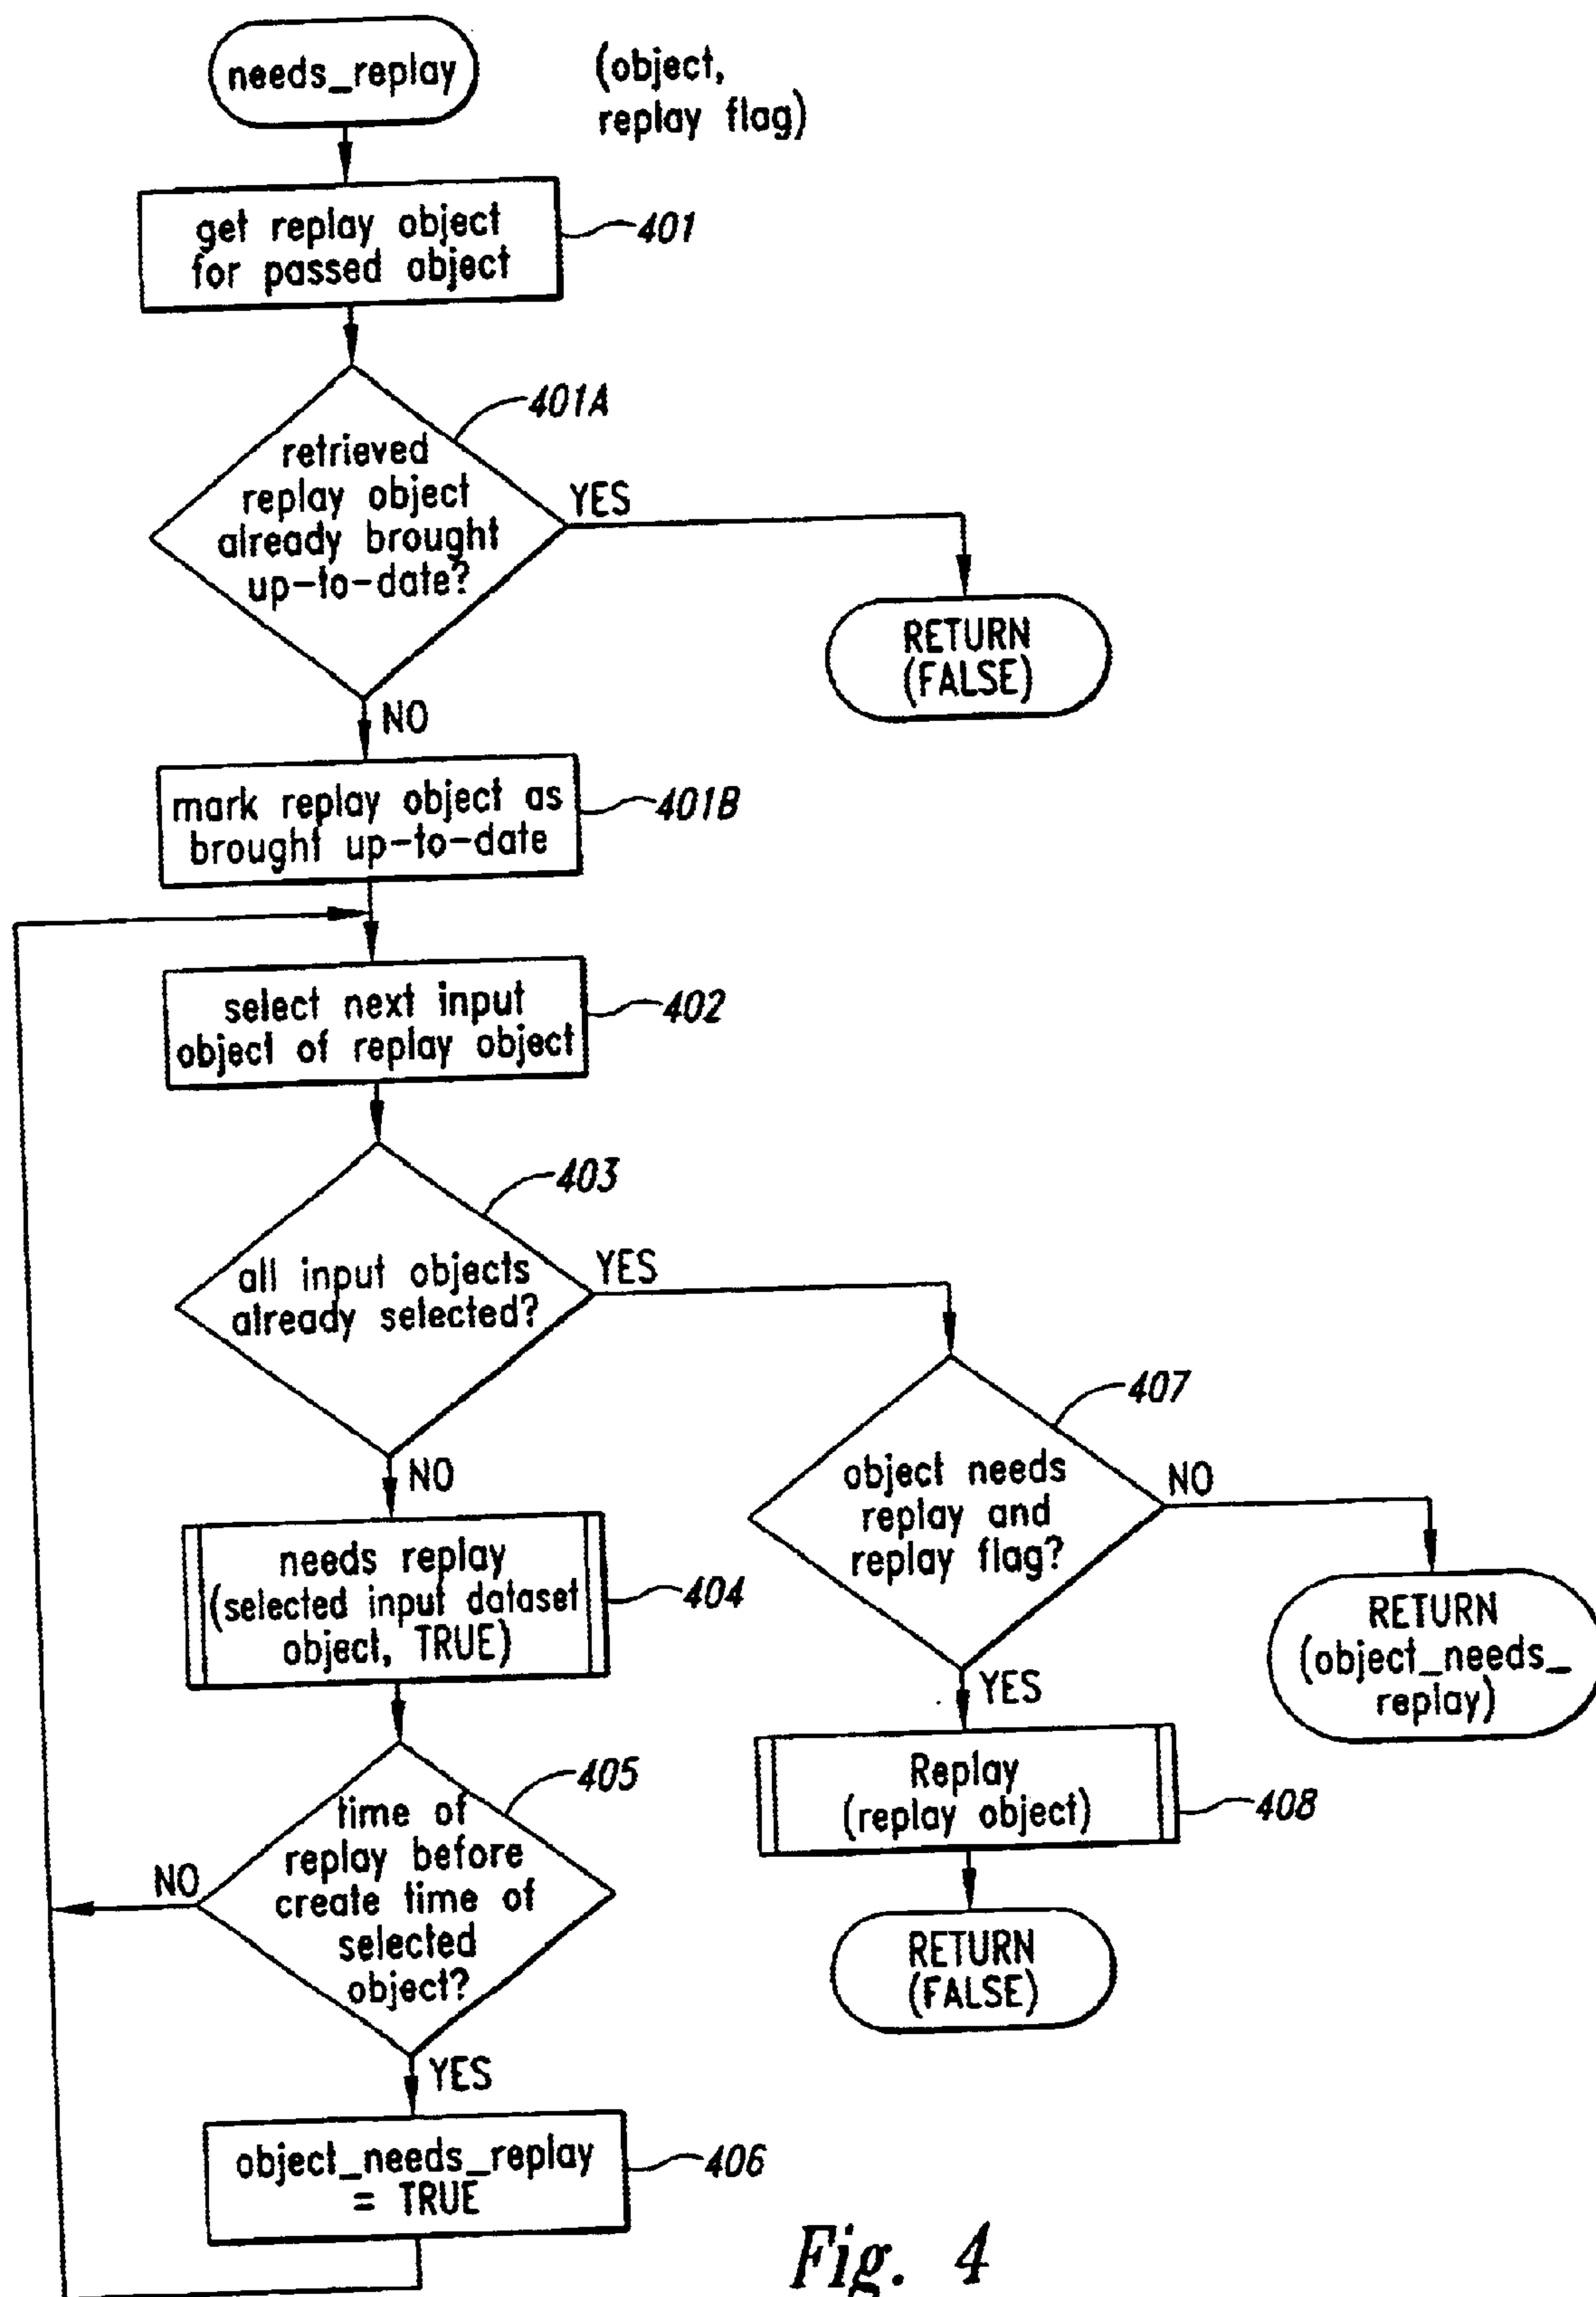 needs_replay
(object,
replay flag)
get replay object
for passed object
401
401A
retrieved
replay object
already brought
up-to-date?
YES
RETURN
(FALSE)
NO
mark replay object as
brought up-to-date
401B
select next input
object of replay object
402
403
all input objects
already selected?
YES
407
object needs
replay and
replay flag?
NO
RETURN
(object_needs_
replay)
NO
needs replay
(selected input dataset
object, TRUE)
404
YES
Replay
(replay object)
408
405
time of
replay before
create time of
selected
object?
NO
RETURN
(FALSE)
YES
object_needs_replay
= TRUE
406
Fig. 4